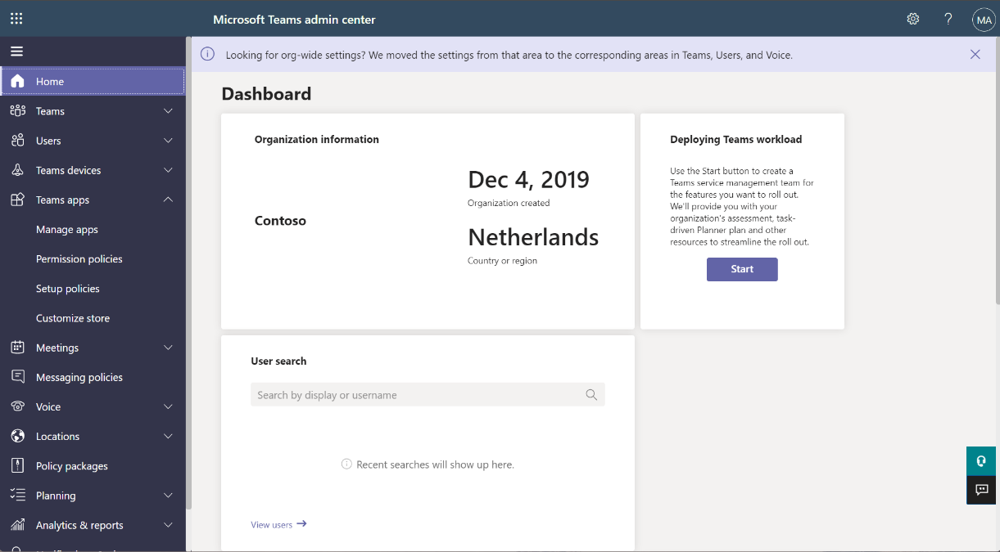 Microsoft Teams admin center
?
MA
Looking for org-wide settings? We moved the settings from that area to the corresponding areas in Teams, Users, and Voice.
Home
Teams
Users
Teams devices
Teams apps
Manage apps
Permission policies
Setup policies
Customize store
Meetings
Messaging policies
Voice
Locations
Policy packages
Planning
Analytics & reports
Dashboard
Organization information
Contoso
Dec 4, 2019
Organization created
Netherlands
Country or region
Deploying Teams workload
Use the Start button to create a
Teams service management team for
the features you want to roll out.
We'll provide you with your
organization's assessment, task-
driven Planner plan and other
resources to streamline the roll out.
Start
User search
Search by display or username
Recent searches will show up here.
View users